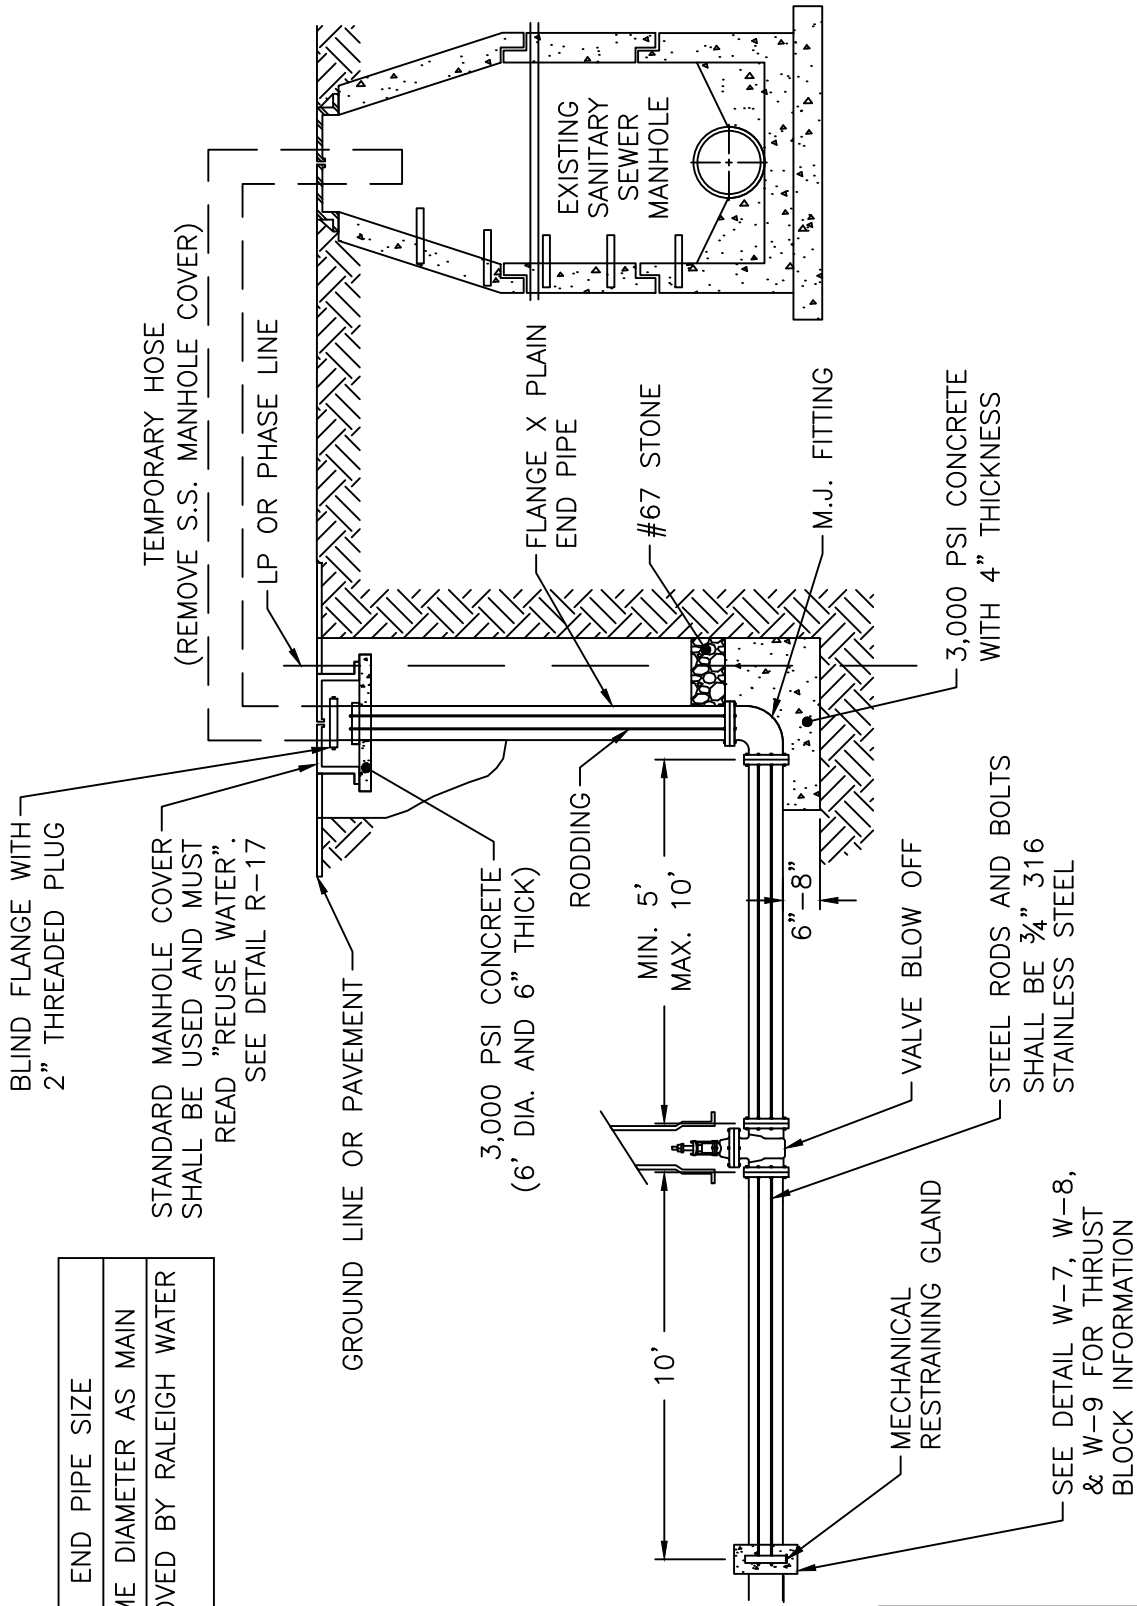 BLIND FLANGE WITH
2” THREADED PLUG
STANDARD MANHOLE COVER
SHALL BE USED AND MUST
READ "REUSE WATER".
SEE DETAIL R-17
TEMPORARY HOSE
(REMOVE S.S. MANHOLE COVER)
LP OR PHASE LINE
GROUND LINE OR PAVEMENT
3,000 PSI CONCRETE
(6' DIA. AND 6” THICK)
RODDING
FLANGE X PLAIN
END PIPE
#67 STONE
M.J. FITTING
3,000 PSI CONCRETE
WITH 4” THICKNESS
EXISTING
SANITARY
SEWER
MANHOLE
MIN. 5'
MAX. 10'
6”-8”
10'
VALVE BLOW OFF
STEEL RODS AND BOLTS
SHALL BE ¾” 316
STAINLESS STEEL
MECHANICAL
RESTRAINING GLAND
SEE DETAIL W-7, W-8,
& W-9 FOR THRUST
BLOCK INFORMATION
END PIPE SIZE
DIAMETER AS MAIN
BY RALEIGH WATER